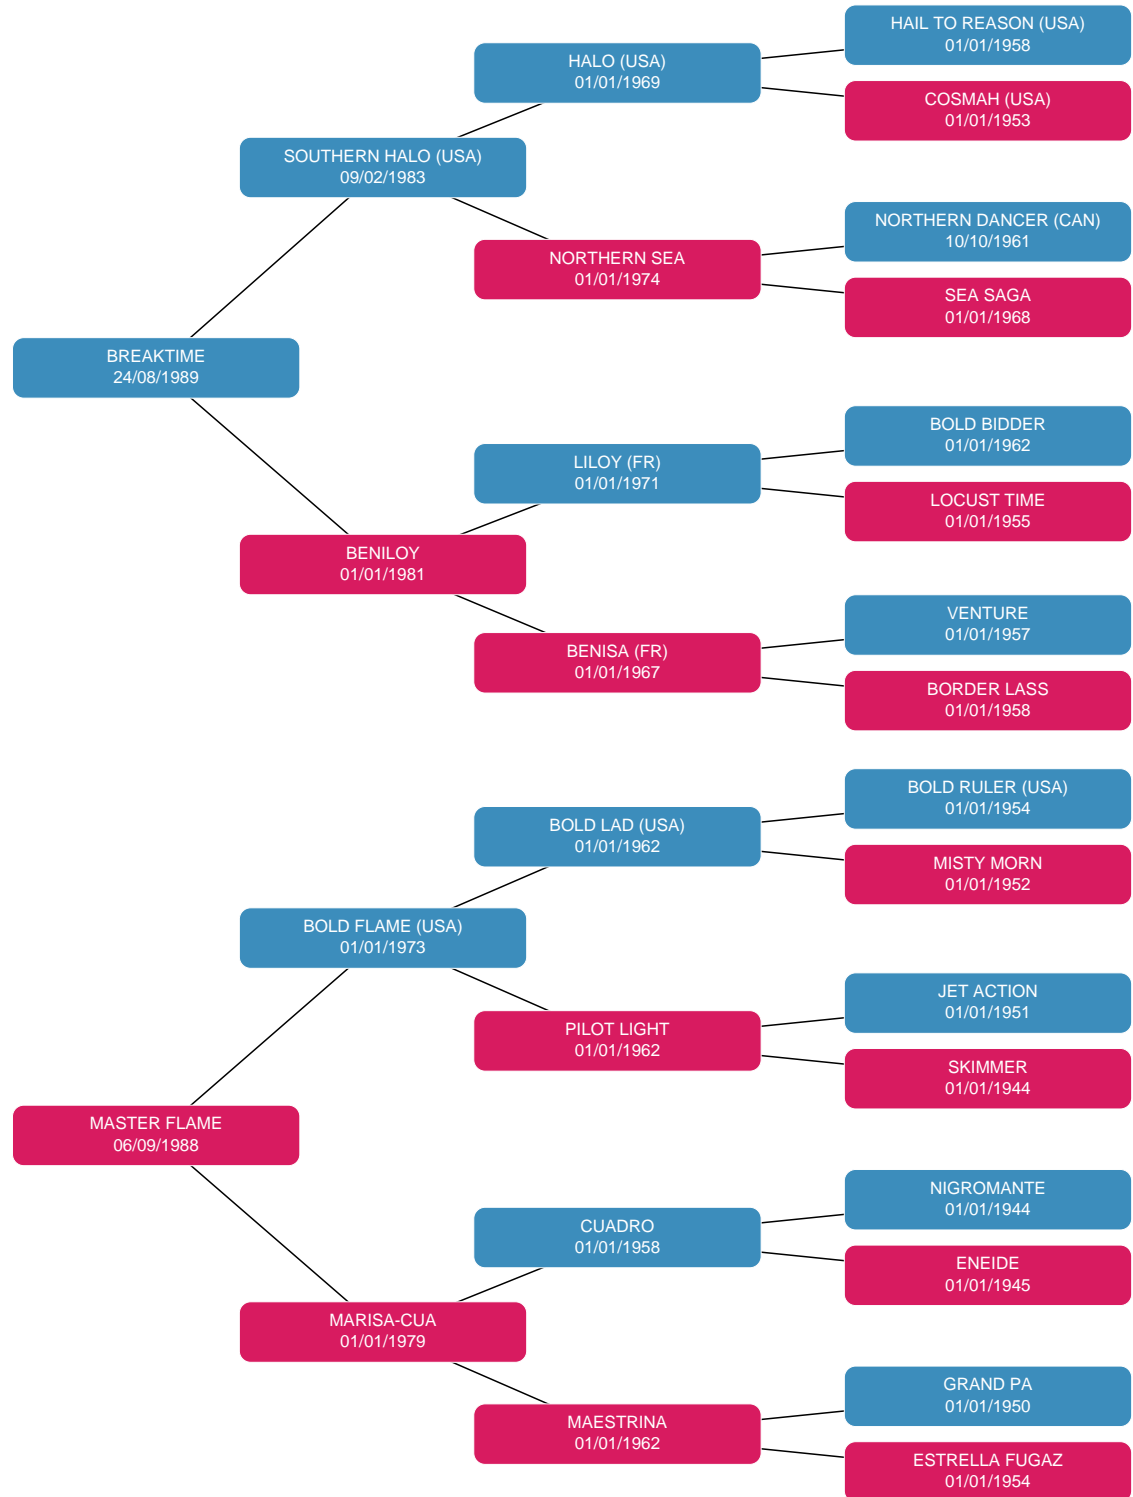 HAIL TO REASON (USA)
01/01/1958
HALO (USA)
01/01/1969
COSMAH (USA)
01/01/1953
SOUTHERN HALO (USA)
09/02/1983
NORTHERN DANCER (CAN)
10/10/1961
NORTHERN SEA
01/01/1974
SEA SAGA
01/01/1968
BREAKTIME
24/08/1989
BOLD BIDDER
01/01/1962
LILOY (FR)
01/01/1971
LOCUST TIME
01/01/1955
BENILOY
01/01/1981
VENTURE
01/01/1957
BENISA (FR)
01/01/1967
BORDER LASS
01/01/1958
BOLD RULER (USA)
01/01/1954
BOLD LAD (USA)
01/01/1962
MISTY MORN
01/01/1952
BOLD FLAME (USA)
01/01/1973
JET ACTION
01/01/1951
PILOT LIGHT
01/01/1962
SKIMMER
01/01/1944
MASTER FLAME
06/09/1988
NIGROMANTE
01/01/1944
CUADRO
01/01/1958
ENEIDE
01/01/1945
MARISA-CUA
01/01/1979
GRAND PA
01/01/1950
MAESTRINA
01/01/1962
ESTRELLA FUGAZ
01/01/1954